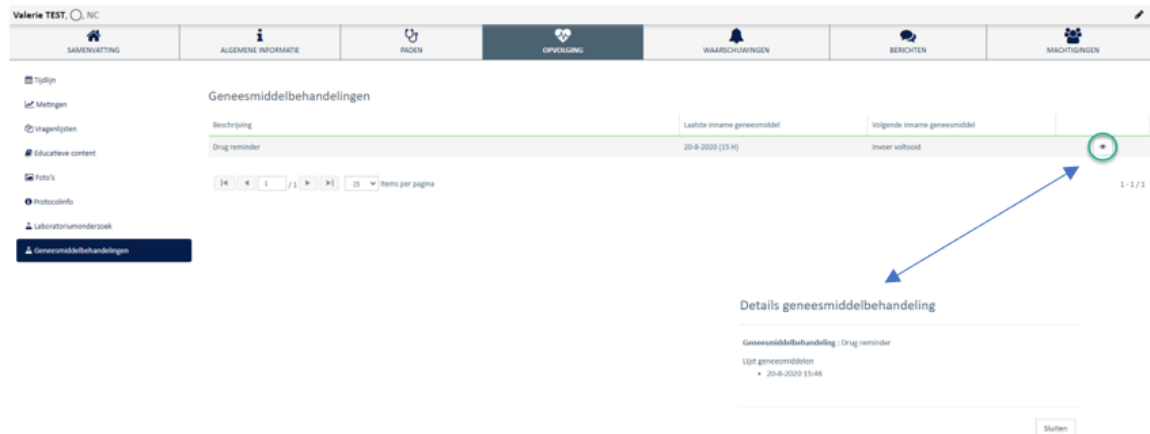 Valerie TEST, NC
SAMENVATTING
ALGEMENE INFORMATIE
PADEN
OPVOLGING
WAARSCHUWINGEN
BERICHTEN
MACHTIGINGEN
Tijdlijn
Metingen
Vragenlijsten
Educatieve content
Foto's
Protocolinfo
Laboratoriumonderzoek
Geneesmiddelbehandelingen
Geneesmiddelbehandelingen
Beschrijving Laatste inname geneesmiddel Volgende inname geneesmiddel
Drug reminder 20-8-2020 (15 H) Invoer voltooid
1 / 1 25 Items per pagina 1 - 1 / 1
Details geneesmiddelbehandeling
Geneesmiddelbehandeling : Drug reminder
Lijst geneesmiddelen
• 20-8-2020 15:46
Sluiten